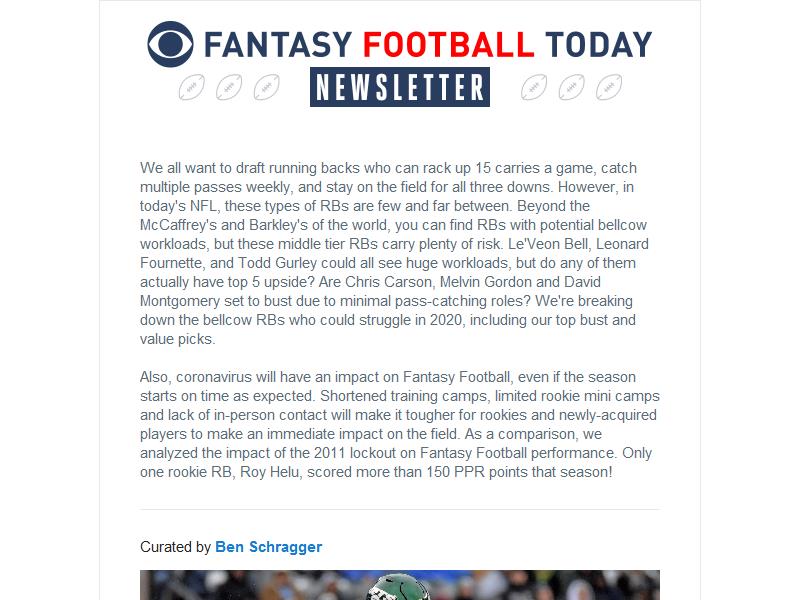 FANTASY FOOTBALL TODAY
NEWSLETTER
We all want to draft running backs who can rack up 15 carries a game, catch
multiple passes weekly, and stay on the field for all three downs. However, in
today's NFL, these types of RBs are few and far between. Beyond the
McCaffrey's and Barkley's of the world, you can find RBs with potential bellcow
workloads, but these middle tier RBs carry plenty of risk. Le'Veon Bell, Leonard
Fournette, and Todd Gurley could all see huge workloads, but do any of them
actually have top 5 upside? Are Chris Carson, Melvin Gordon and David
Montgomery set to bust due to minimal pass-catching roles? We're breaking
down the bellcow RBs who could struggle in 2020, including our top bust and
value picks.
Also, coronavirus will have an impact on Fantasy Football, even if the season
starts on time as expected. Shortened training camps, limited rookie mini camps
and lack of in-person contact will make it tougher for rookies and newly-acquired
players to make an immediate impact on the field. As a comparison, we
analyzed the impact of the 2011 lockout on Fantasy Football performance. Only
one rookie RB, Roy Helu, scored more than 150 PPR points that season!
Curated by Ben Schragger